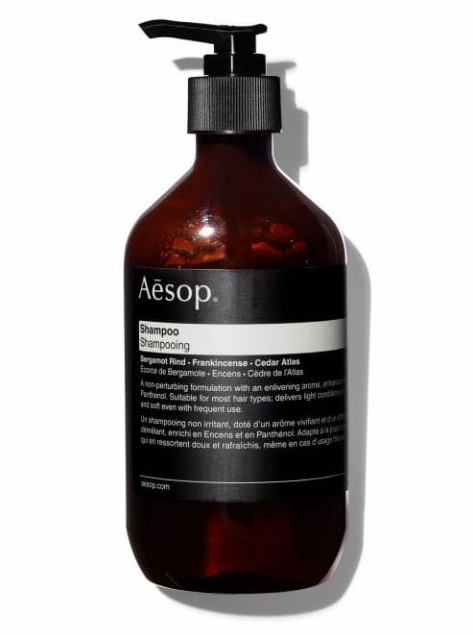 Aēsop®
Shampoo
Shampooing
Bergamot Rind • Frankincense • Cedar Atlas
Écorce de Bergamote • Encens • Cèdre de l'Atlas
A non-perturbing formulation with an enlivening aroma,
Panthenol. Suitable for most hair types; delivers light
and soft even with frequent use.
Un shampooing non irritant, doté d'un arôme vivifiant et d'un
démêlant, enrichi en Encens et en Panthénol. Adapté à la
qui en ressortent doux et rafraîchis, même en cas d'usage
aesop.com